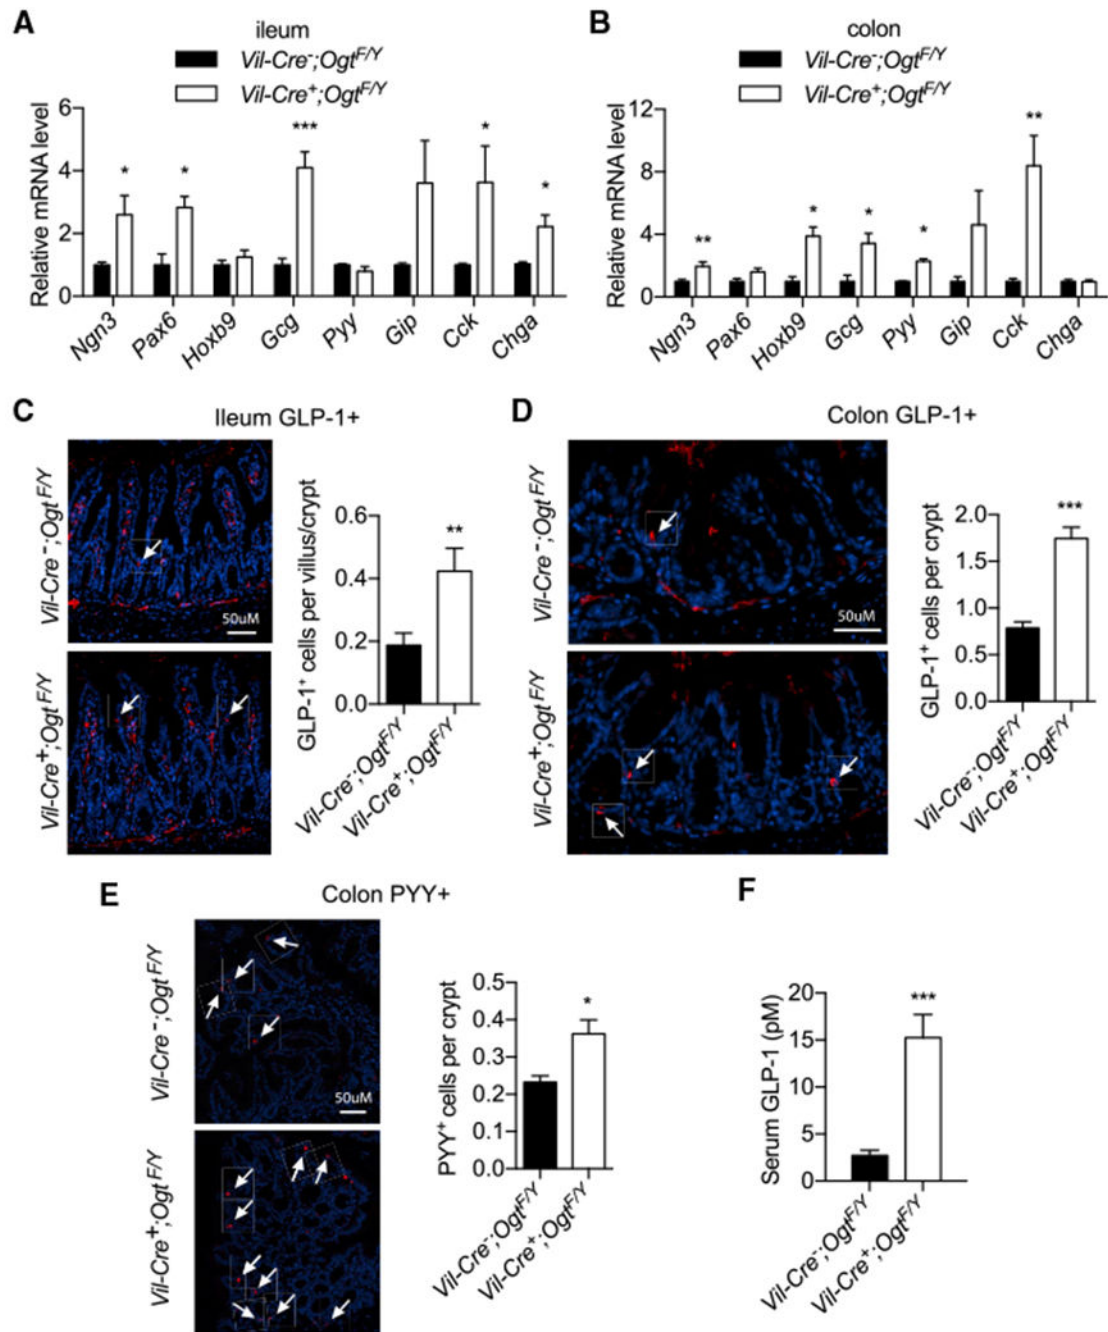 A
ileum
Vil-Cre⁻;Ogt^F/Y
Vil-Cre⁺;Ogt^F/Y
Relative mRNA level
6
4
2
0
*
*
***
*
*
Ngn3
Pax6
Hoxb9
Gcg
Pyy
Gip
Cck
Chga
B
colon
Vil-Cre⁻;Ogt^F/Y
Vil-Cre⁺;Ogt^F/Y
Relative mRNA level
12
8
4
0
**
*
*
*
**
Ngn3
Pax6
Hoxb9
Gcg
Pyy
Gip
Cck
Chga
C
Ileum GLP-1+
Vil-Cre⁻;Ogt^F/Y
50uM
Vil-Cre⁺;Ogt^F/Y
GLP-1⁺ cells per villus/crypt
0.6
0.4
0.2
0.0
**
Vil-Cre⁻;Ogt^F/Y
Vil-Cre⁺;Ogt^F/Y
D
Colon GLP-1+
Vil-Cre⁻;Ogt^F/Y
50uM
Vil-Cre⁺;Ogt^F/Y
GLP-1⁺ cells per crypt
2.0
1.5
1.0
0.5
0.0
***
Vil-Cre⁻;Ogt^F/Y
Vil-Cre⁺;Ogt^F/Y
E
Colon PYY+
Vil-Cre⁻;Ogt^F/Y
50uM
Vil-Cre⁺;Ogt^F/Y
PYY⁺ cells per crypt
0.5
0.4
0.3
0.2
0.1
0.0
*
Vil-Cre⁻;Ogt^F/Y
Vil-Cre⁺;Ogt^F/Y
F
Serum GLP-1 (pM)
20
15
10
5
0
***
Vil-Cre⁻;Ogt^F/Y
Vil-Cre⁺;Ogt^F/Y